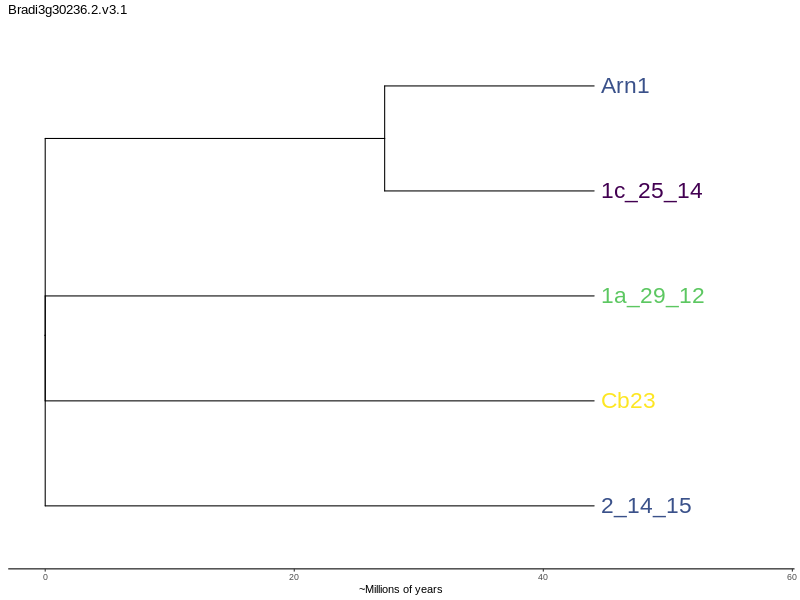 Bradi3g30236.2.v3.1
Arn1
1c_25_14
1a_29_12
Cb23
2_14_15
0 20 40 60
~Millions of years